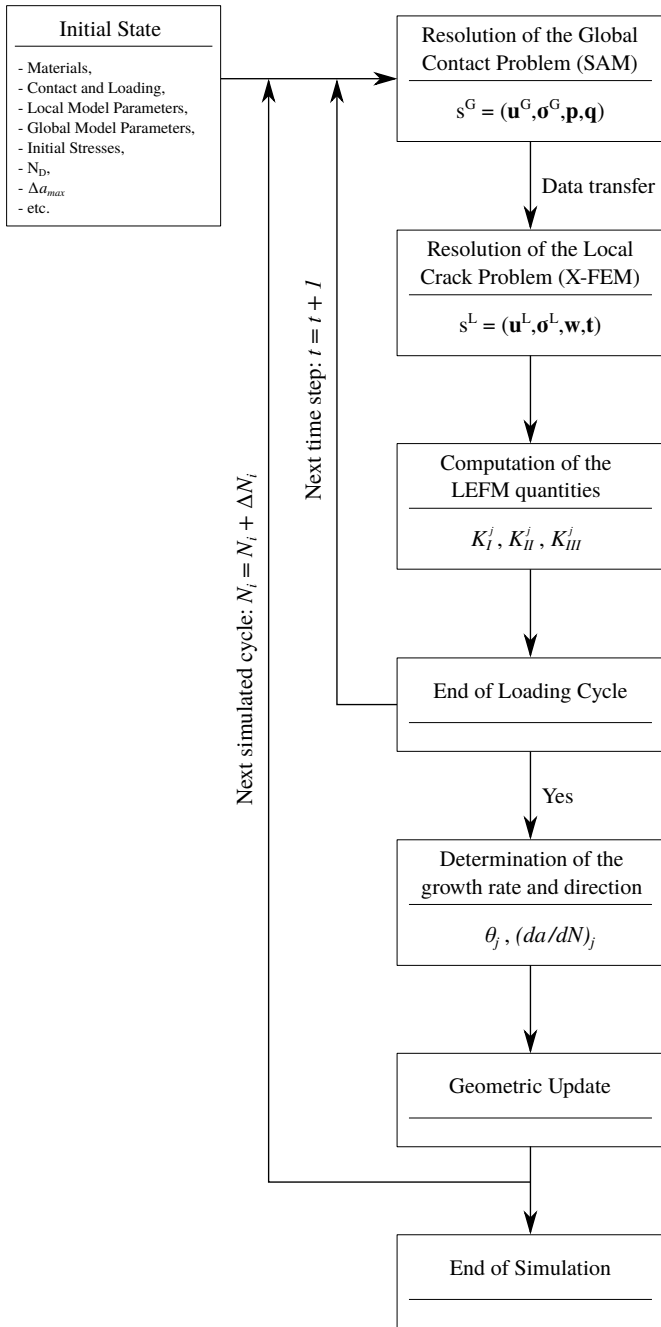 Initial State
- Materials,
- Contact and Loading,
- Local Model Parameters,
- Global Model Parameters,
- Initial Stresses,
- N_D,
- Δa_max
- etc.
Resolution of the Global
Contact Problem (SAM)
s^G = (u^G,σ^G,p,q)
Data transfer
Resolution of the Local
Crack Problem (X-FEM)
s^L = (u^L,σ^L,w,t)
Next time step: t = t + 1
Next simulated cycle: N_i = N_i + ΔN_i
Computation of the
LEFM quantities
K_I^j , K_II^j , K_III^j
End of Loading Cycle
Yes
Determination of the
growth rate and direction
θ_j , (da/dN)_j
Geometric Update
End of Simulation